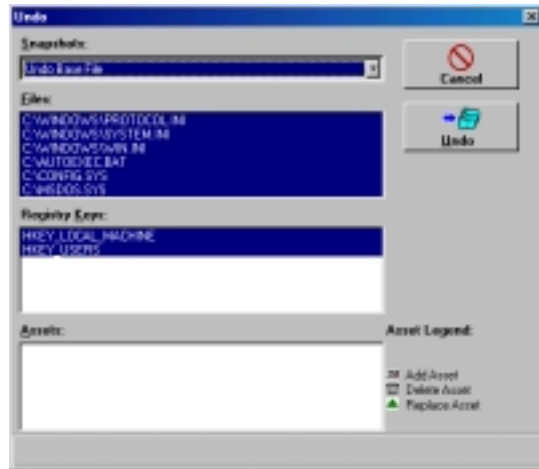 Undo
Snapshots:
Undo Base File
Cancel
Files:
C:\WINDOWS\PROTOCOL.INI
C:\WINDOWS\SYSTEM.INI
C:\WINDOWS\WIN.INI
C:\AUTOEXEC.BAT
C:\CONFIG.SYS
C:\MSDOS.SYS
Undo
Registry Keys:
HKEY_LOCAL_MACHINE
HKEY_USERS
Assets:
Asset Legend:
Add Asset
Delete Asset
Replace Asset